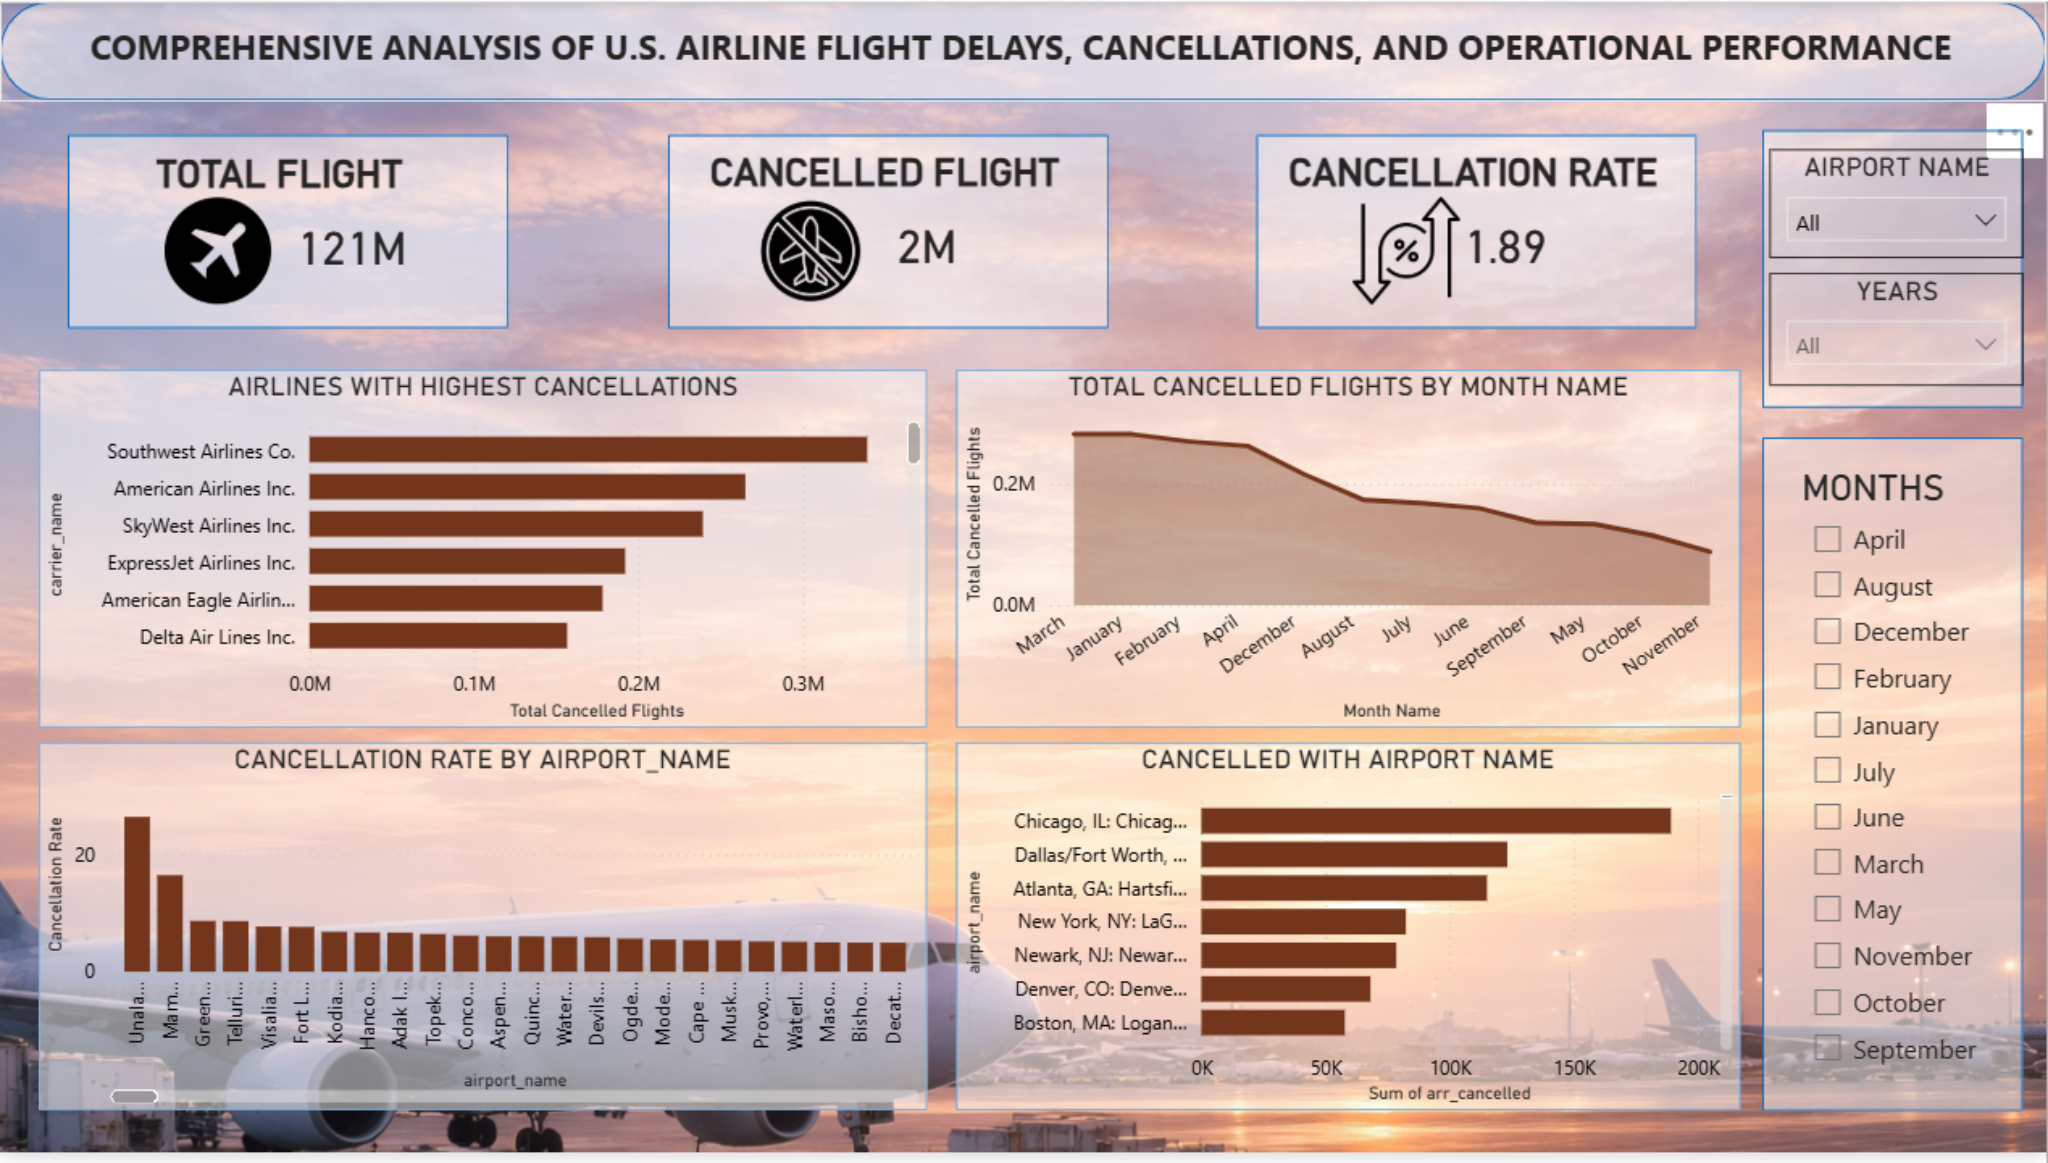 COMPREHENSIVE ANALYSIS OF U.S. AIRLINE FLIGHT DELAYS, CANCELLATIONS, AND OPERATIONAL PERFORMANCE
TOTAL FLIGHT
121M
CANCELLED FLIGHT
2M
CANCELLATION RATE
%
1.89
AIRPORT NAME
All
YEARS
All
AIRLINES WITH HIGHEST CANCELLATIONS
carrier_name
Southwest Airlines Co.
American Airlines Inc.
SkyWest Airlines Inc.
ExpressJet Airlines Inc.
American Eagle Airlin...
Delta Air Lines Inc.
0.0M 0.1M 0.2M 0.3M
Total Cancelled Flights
TOTAL CANCELLED FLIGHTS BY MONTH NAME
Total Cancelled Flights
0.2M
0.0M
March January February April December August July June September May October November
Month Name
CANCELLATION RATE BY AIRPORT_NAME
Cancellation Rate
20
0
Unala... Mam... Green... Telluri... Visalia... Fort L... Kodia... Hanco... Adak I... Topek... Conco... Aspen... Quinc... Water... Devils... Ogde... Mode... Cape ... Musk... Provo,... Waterl... Maso... Bisho... Decat...
airport_name
CANCELLED WITH AIRPORT NAME
airport_name
Chicago, IL: Chicag...
Dallas/Fort Worth, ...
Atlanta, GA: Hartsfi...
New York, NY: LaG...
Newark, NJ: Newar...
Denver, CO: Denve...
Boston, MA: Logan...
0K 50K 100K 150K 200K
Sum of arr_cancelled
MONTHS
April
August
December
February
January
July
June
March
May
November
October
September